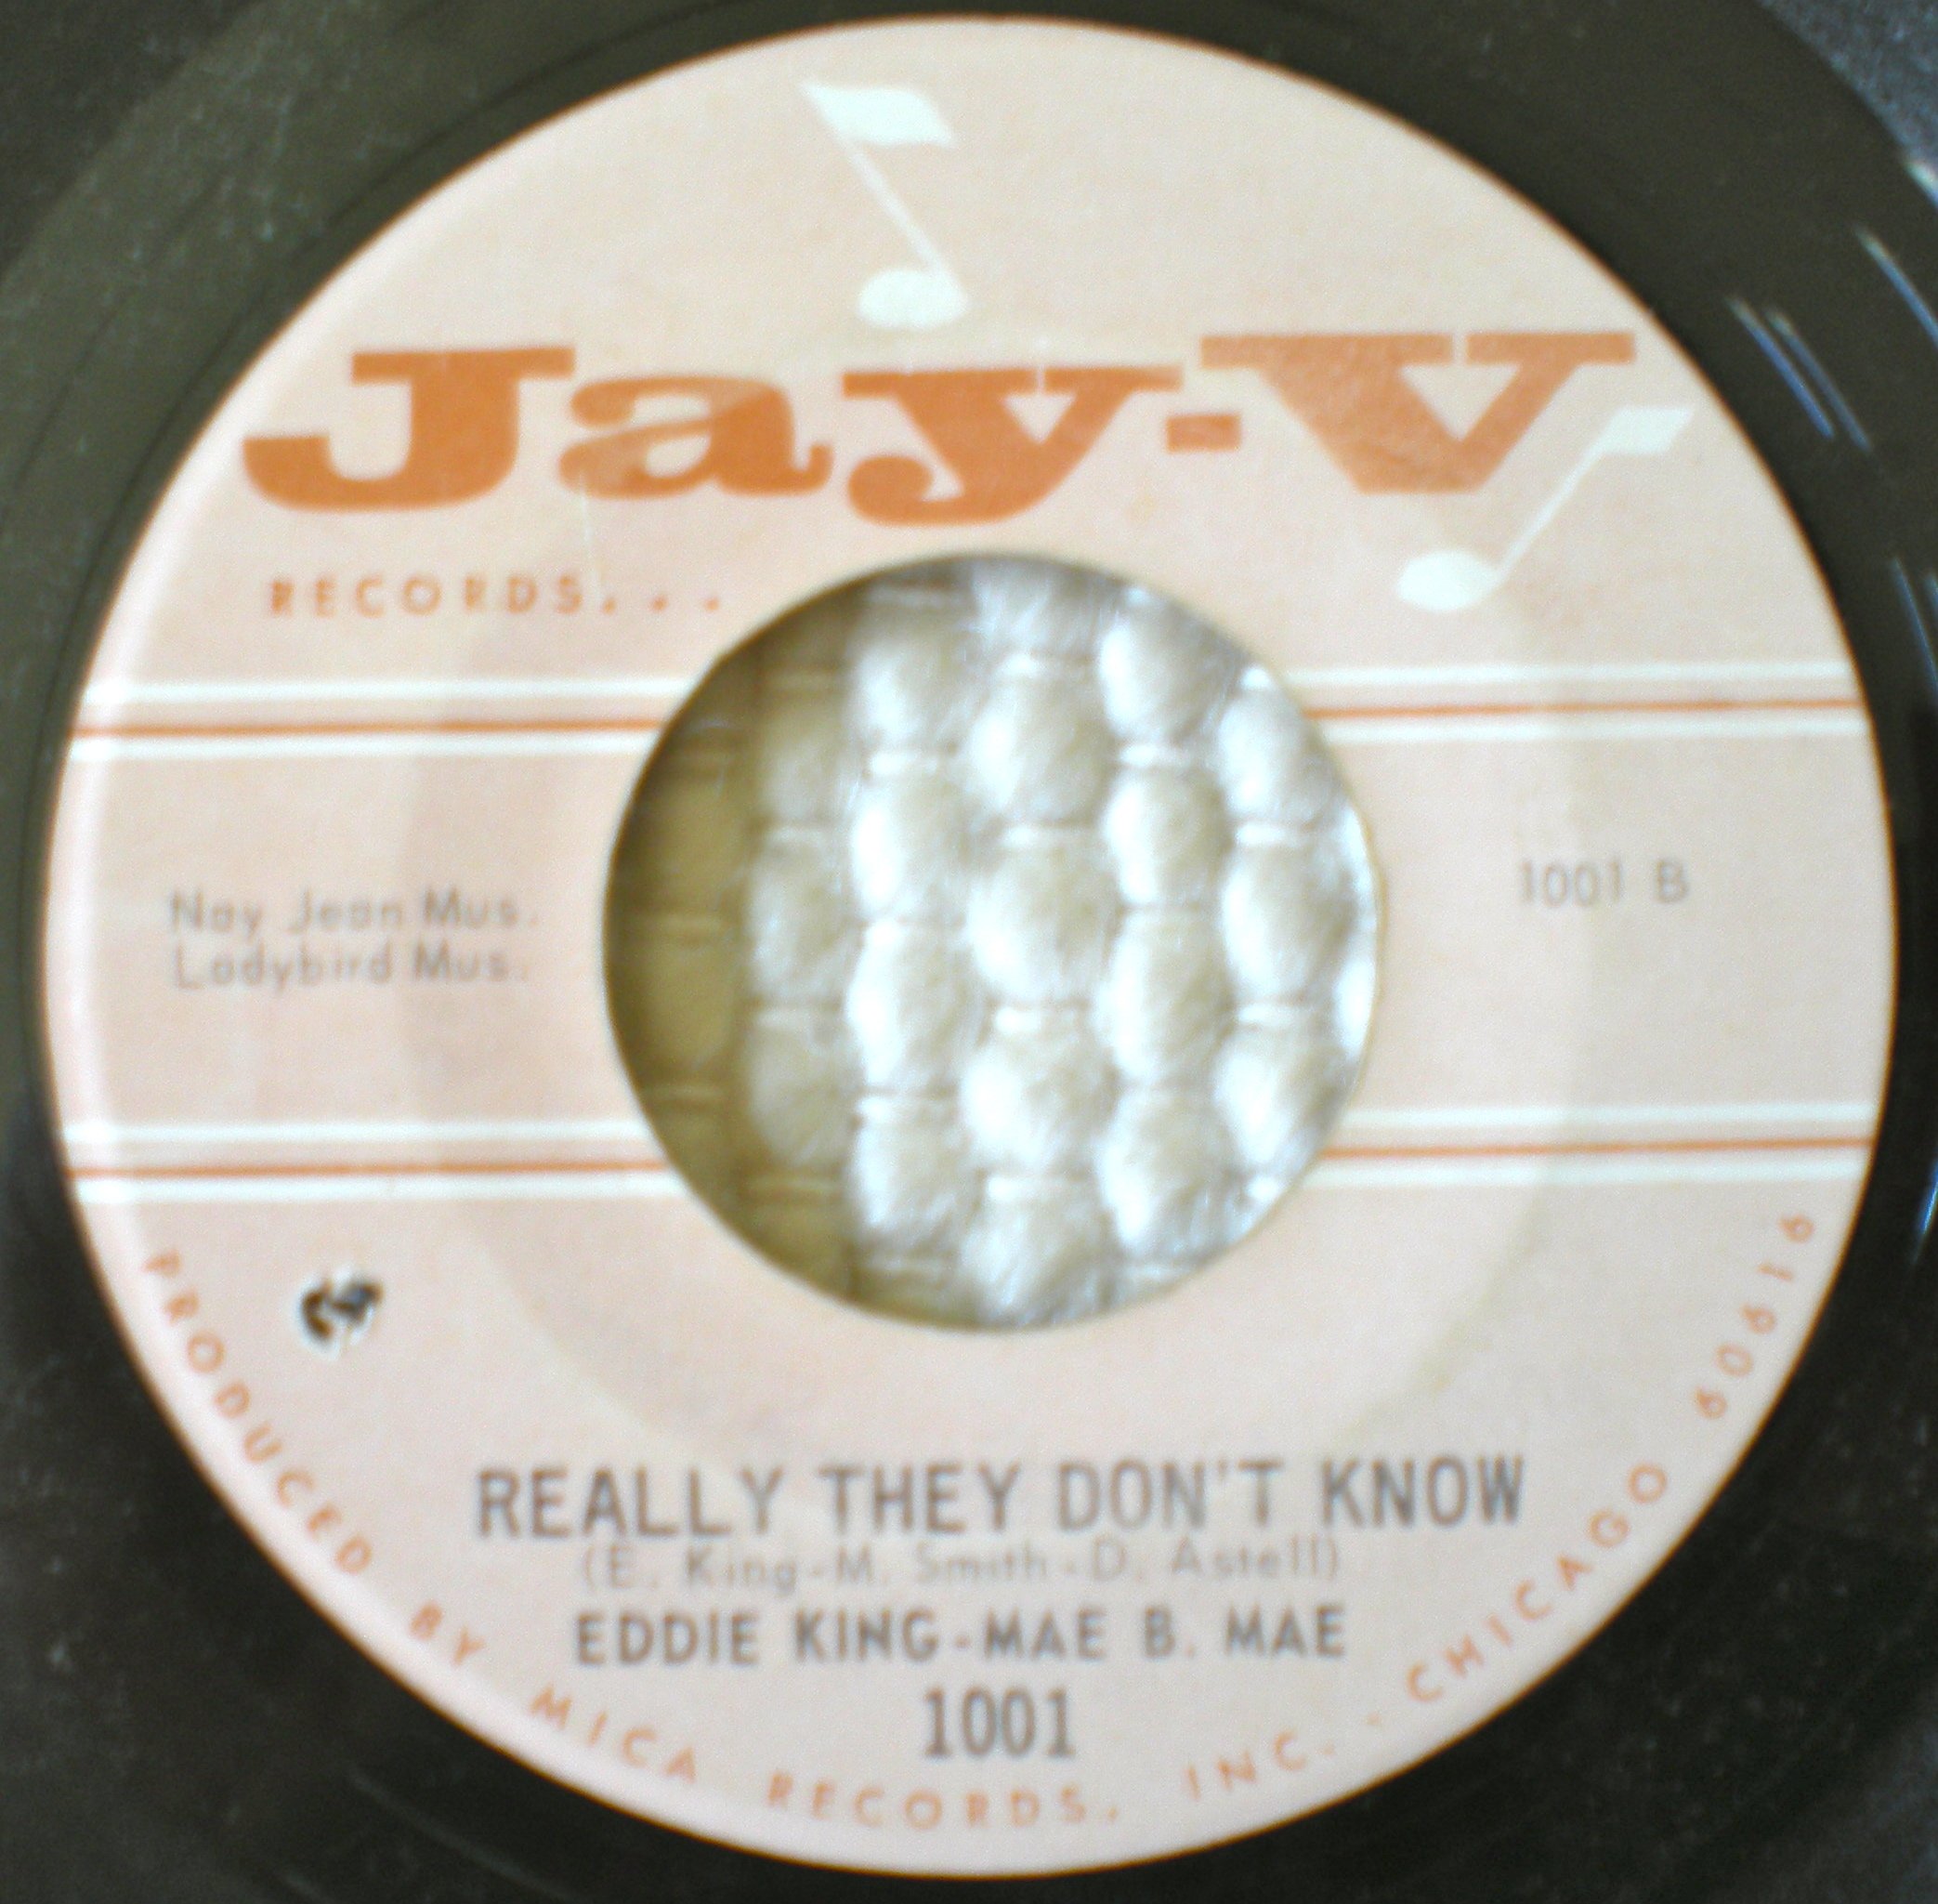 Jay-V
RECORDS...
Nay Jean Mus.
Ladybird Mus.
1001 B
REALLY THEY DON'T KNOW
(E. King-M. Smith-D. Astell)
EDDIE KING-MAE B. MAE
1001
PRODUCED BY MICA RECORDS, INC. - CHICAGO 60616